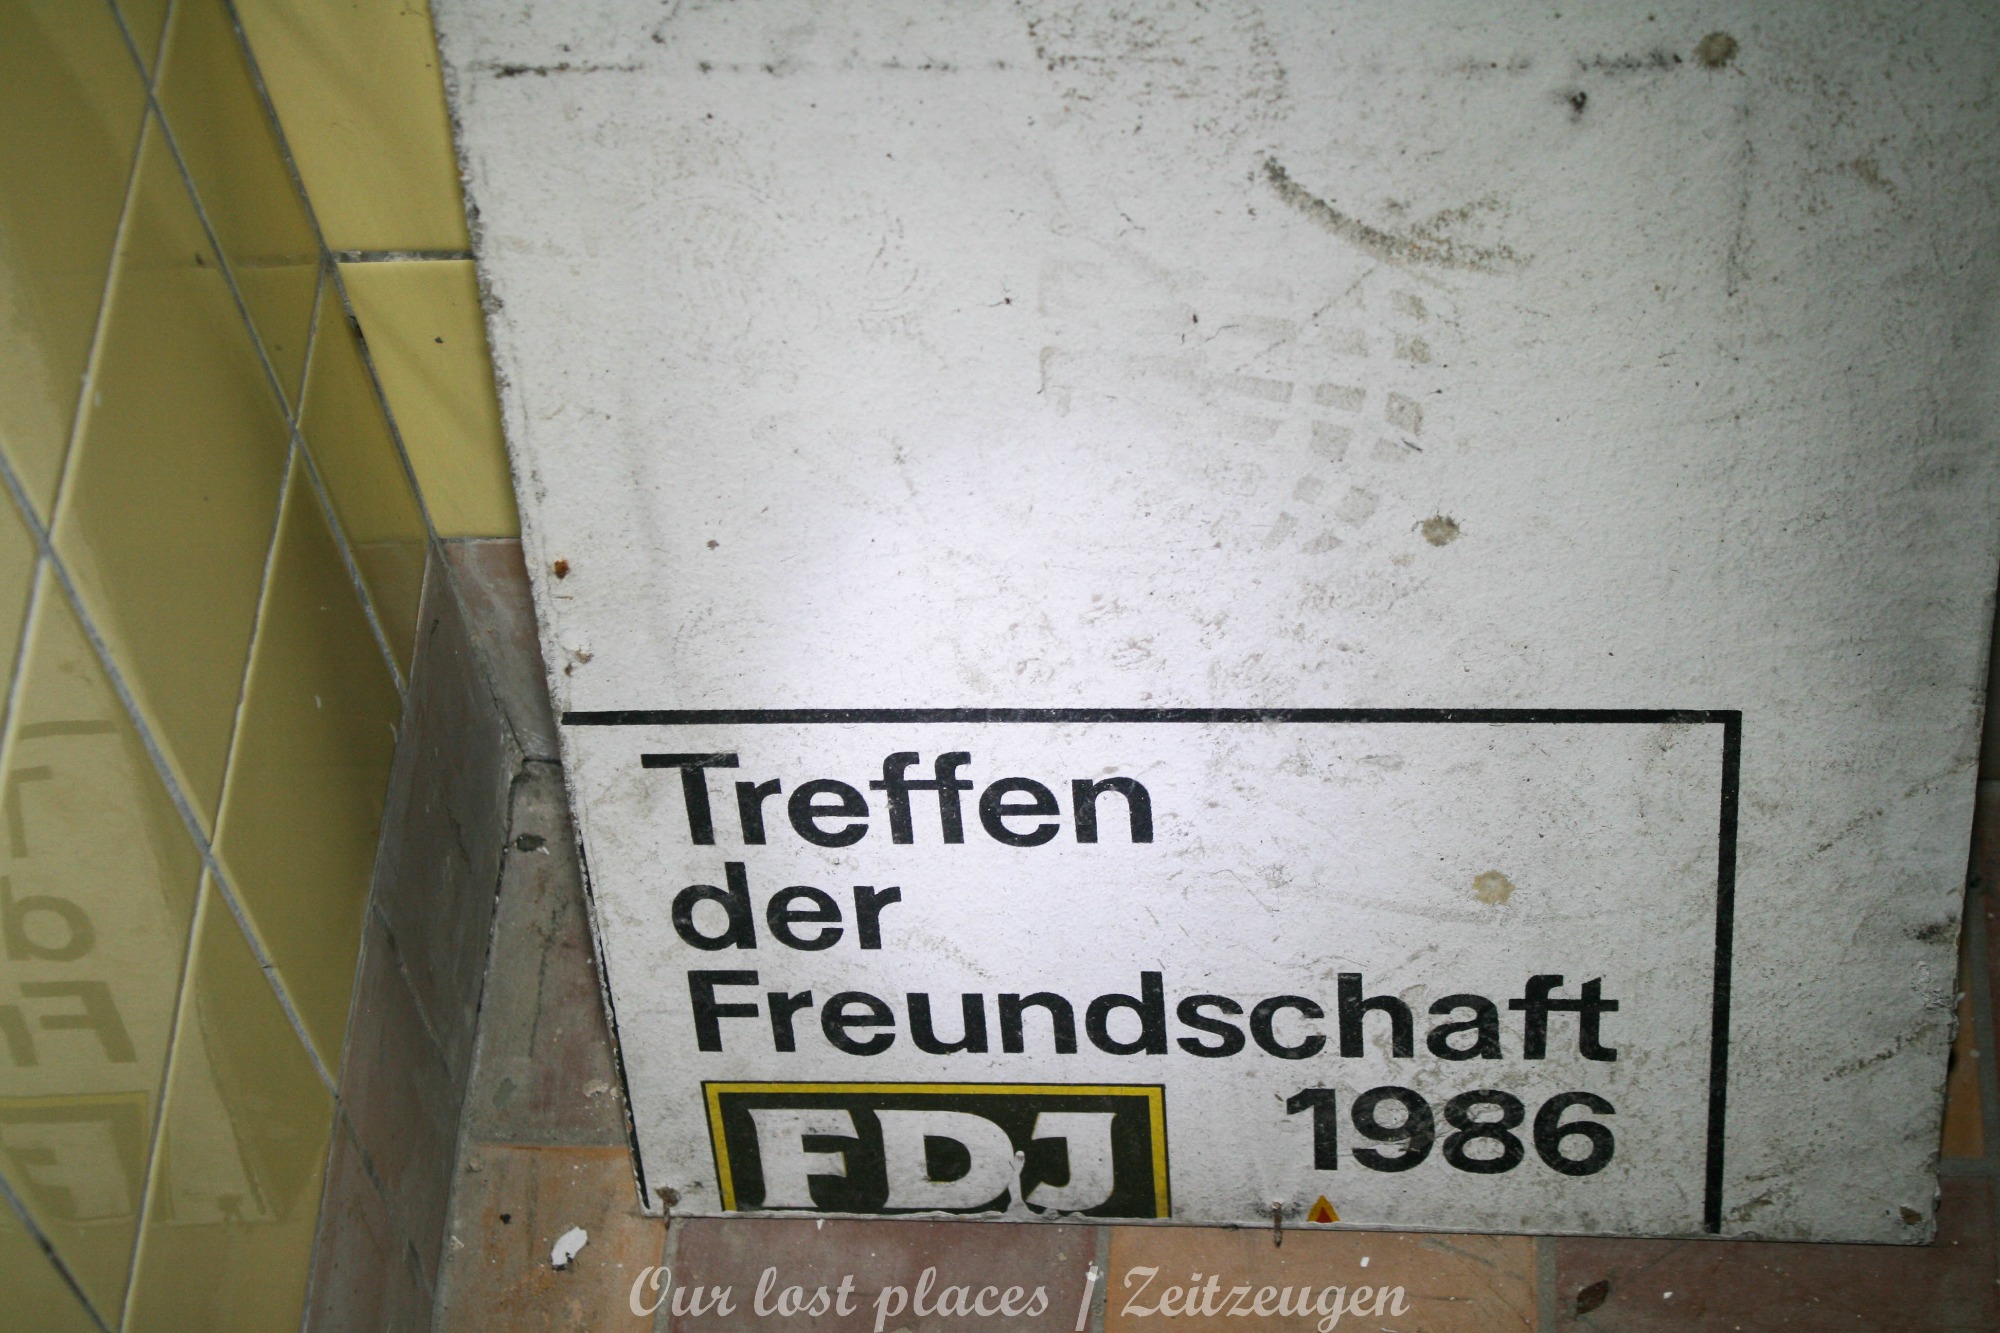 Treffen
der
Freundschaft
FDJ 1986
Our lost places / Zeitzeugen